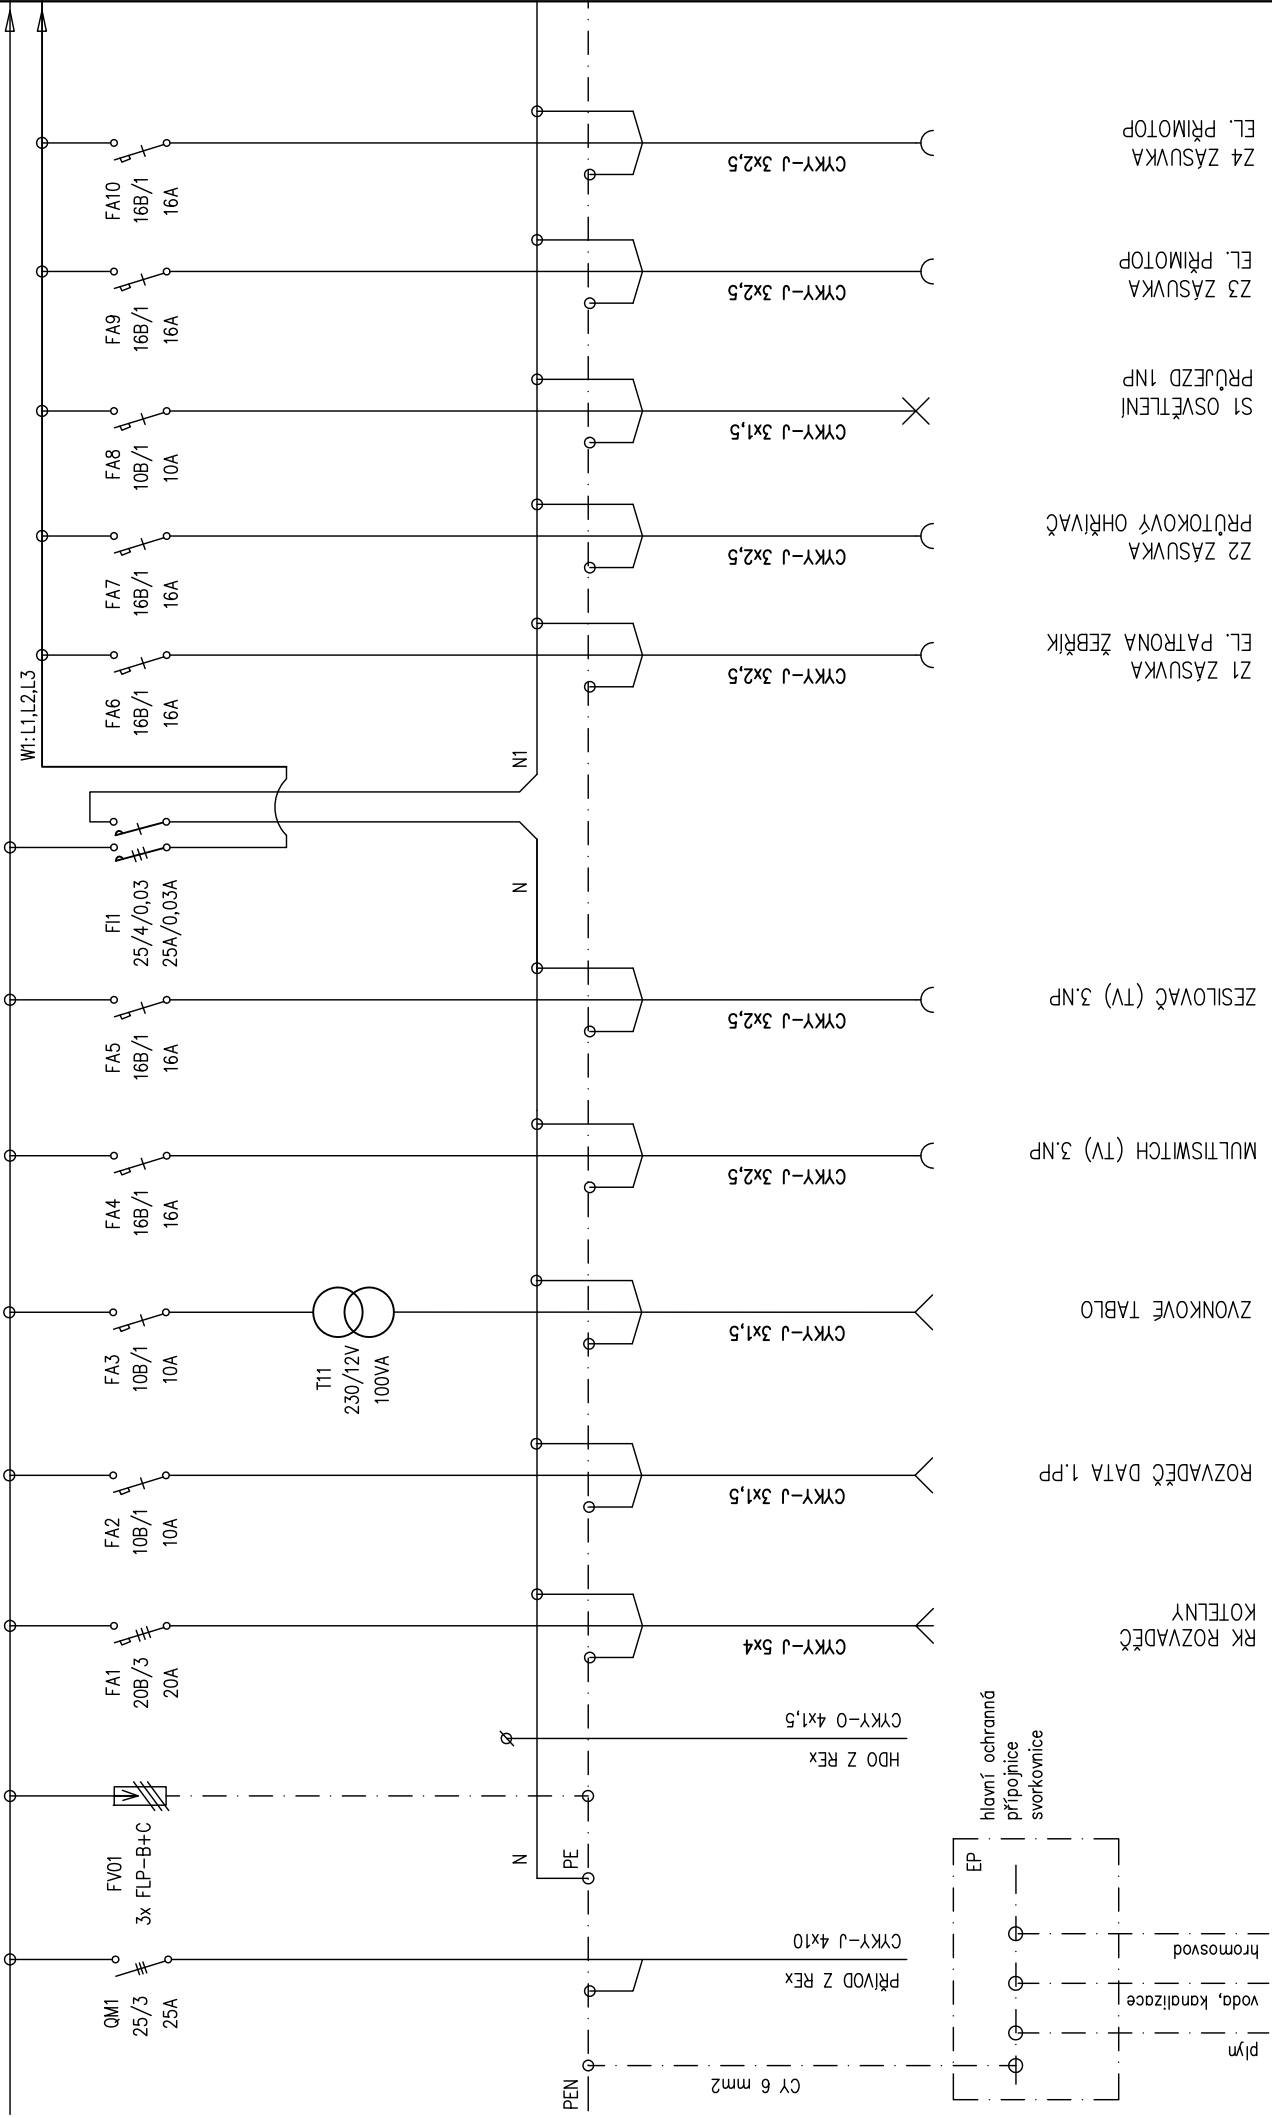 QM1
25/3
25A
FV01
3x FLP-B+C
FA1
20B/3
20A
FA2
10B/1
10A
FA3
10B/1
10A
T11
230/12V
100VA
FA4
16B/1
16A
FA5
16B/1
16A
FI1
25/4/0,03
25A/0,03A
W1:L1,L2,L3
FA6
16B/1
16A
FA7
16B/1
16A
FA8
10B/1
10A
FA9
16B/1
16A
FA10
16B/1
16A
N
PE
PEN
N
N1
CY 6 mm2
PŘÍVOD Z REx
CYKY-J 4x10
HDO Z REx
CYKY-O 4x1,5
CYKY-J 5x4
CYKY-J 3x1,5
CYKY-J 3x1,5
CYKY-J 3x2,5
CYKY-J 3x2,5
CYKY-J 3x2,5
CYKY-J 3x2,5
CYKY-J 3x1,5
CYKY-J 3x2,5
CYKY-J 3x2,5
EP
hlavní ochranná
přípojnice
svorkovnice
plyn
voda, kanalizace
hromosvod
RK ROZVADĚČ
KOTELNY
ROZVADĚČ DATA 1.PP
ZVONKOVÉ TABLO
MULTISWITCH (TV) 3.NP
ZESILOVAČ (TV) 3.NP
Z1 ZÁSUVKA
EL. PATRONA ŽEBŘÍK
Z2 ZÁSUVKA
PRŮTOKOVÝ OHŘÍVAČ
S1 OSVĚTLENÍ
PRŮJEZD 1NP
Z3 ZÁSUVKA
EL. PŘIMOTOP
Z4 ZÁSUVKA
EL. PŘIMOTOP